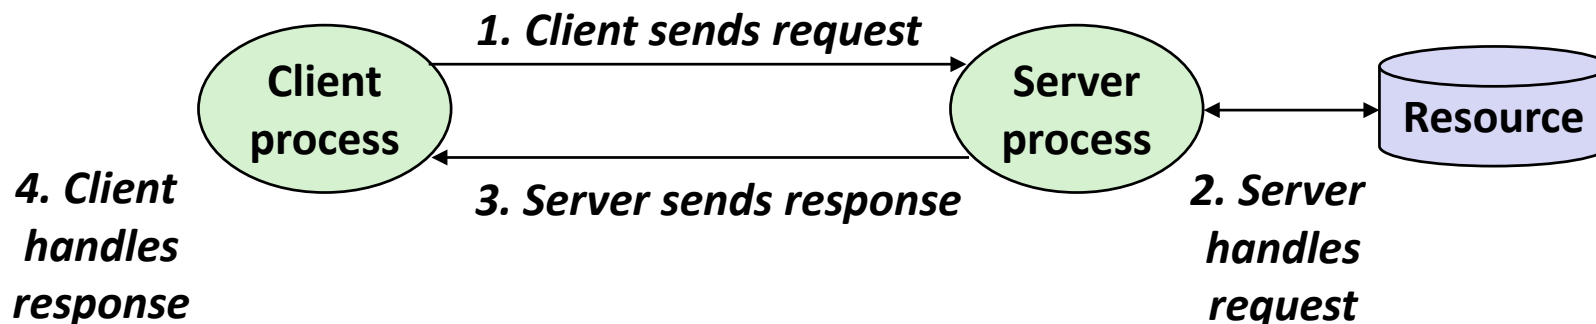 1. Client sends request
Client
process
Server
process
Resource
3. Server sends response
4. Client
handles
response
2. Server
handles
request